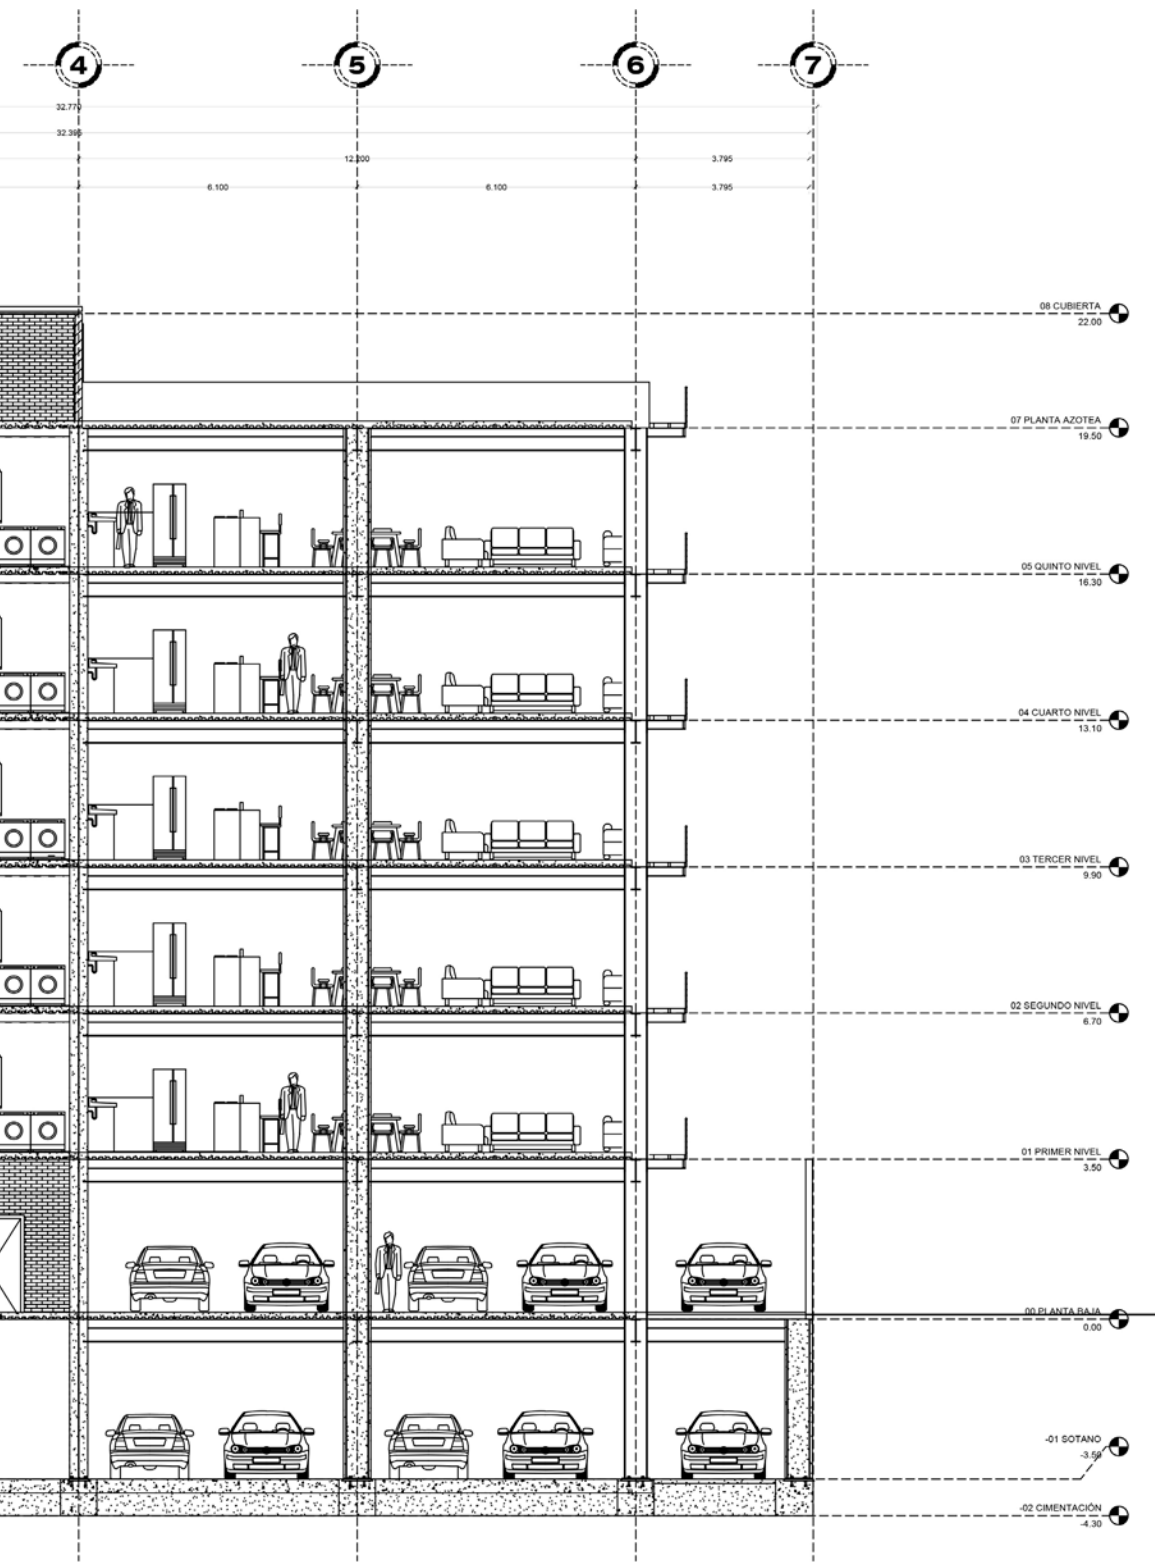 4 5 6 7
32.770
32.395
12.200 3.795
6.100 6.100 3.795
08 CUBIERTA
22.00
07 PLANTA AZOTEA
19.50
05 QUINTO NIVEL
16.30
04 CUARTO NIVEL
13.10
03 TERCER NIVEL
9.90
02 SEGUNDO NIVEL
6.70
01 PRIMER NIVEL
3.50
00 PLANTA BAJA
0.00
-01 SOTANO
-3.50
-02 CIMENTACIÓN
-4.30